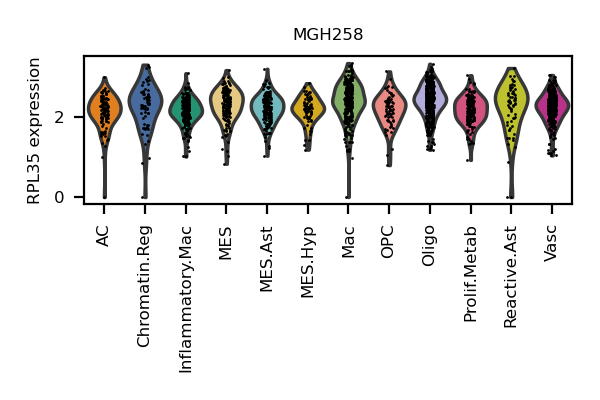 MGH258
RPL35 expression
2
0
AC
Chromatin.Reg
Inflammatory.Mac
MES
MES.Ast
MES.Hyp
Mac
OPC
Oligo
Prolif.Metab
Reactive.Ast
Vasc